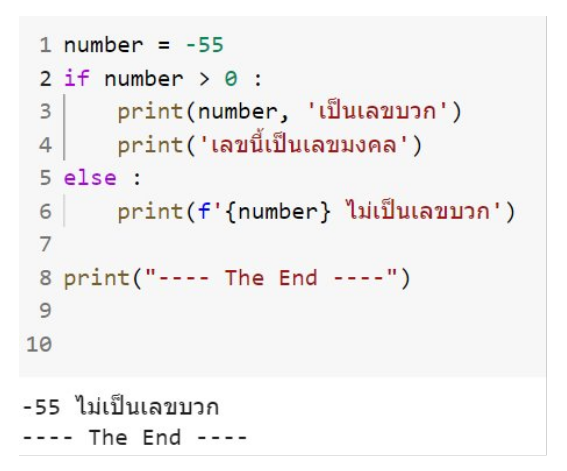 1 number = -55
2 if number > 0 :
3     print(number, 'เป็นเลขบวก')
4     print('เลขนี้เป็นเลขมงคล')
5 else :
6     print(f'{number} ไม่เป็นเลขบวก')
7
8 print("---- The End ----")
9
10
-55 ไม่เป็นเลขบวก
---- The End ----